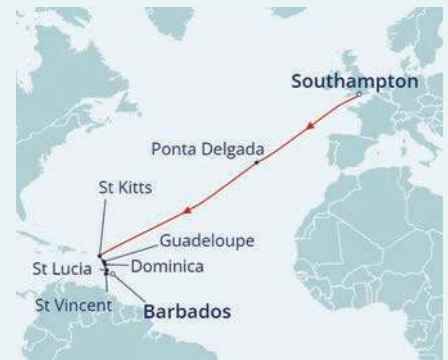 Southampton
Ponta Delgada
St Kitts
Guadeloupe
St Lucia
Dominica
St Vincent
Barbados